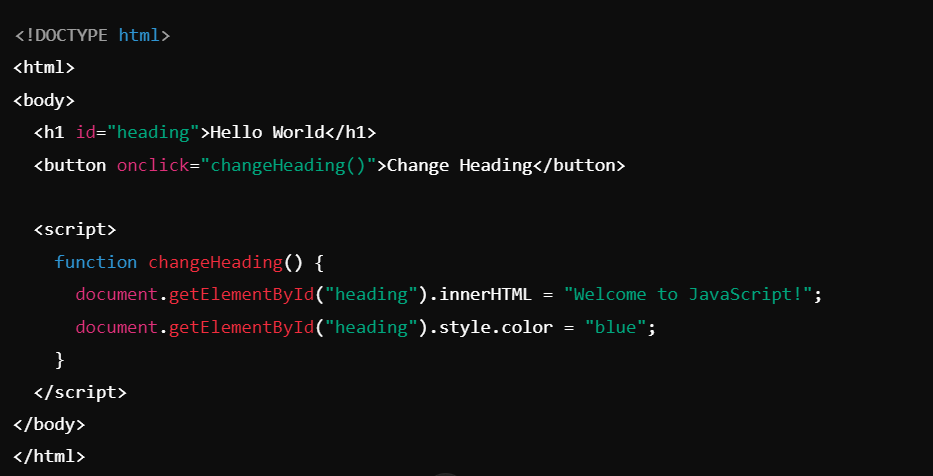 <!DOCTYPE html>
<html>
<body>
  <h1 id="heading">Hello World</h1>
  <button onclick="changeHeading()">Change Heading</button>

  <script>
    function changeHeading() {
      document.getElementById("heading").innerHTML = "Welcome to JavaScript!";
      document.getElementById("heading").style.color = "blue";
    }
  </script>
</body>
</html>